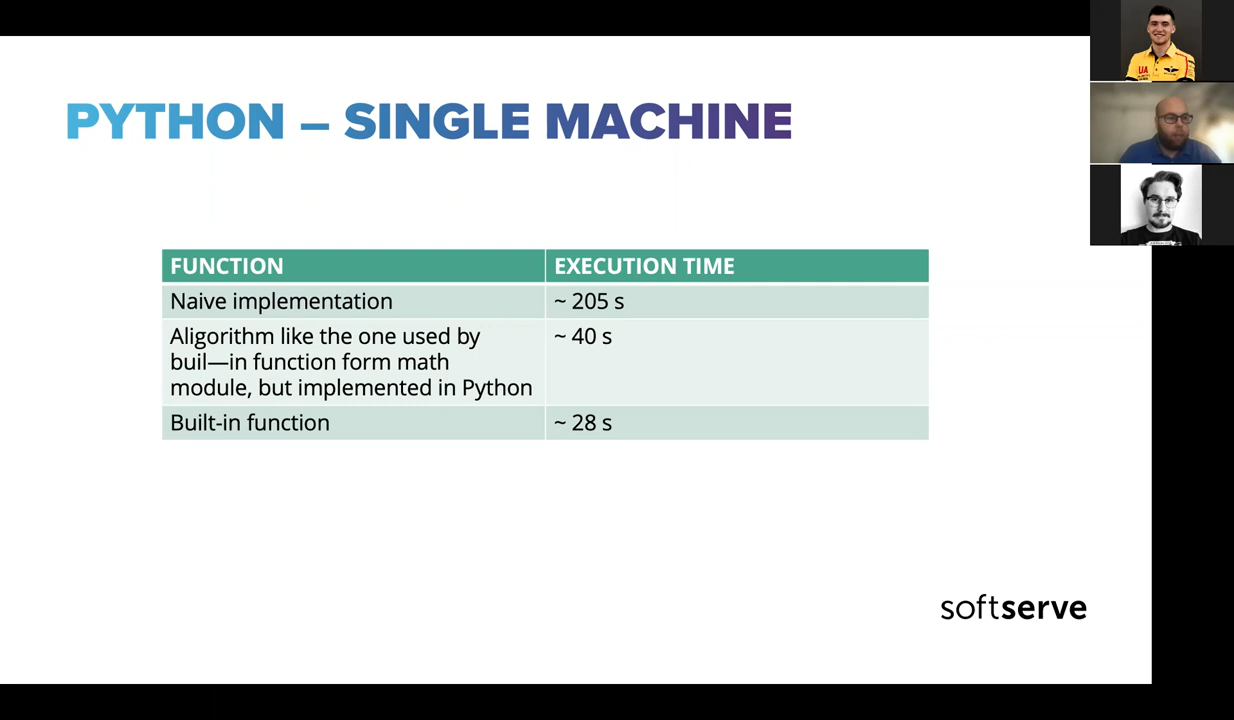 PYTHON – SINGLE MACHINE
FUNCTION
EXECUTION TIME
Naive implementation
~ 205 s
Aligorithm like the one used by
buil—in function form math
module, but implemented in Python
~ 40 s
Built-in function
~ 28 s
softserve
UA